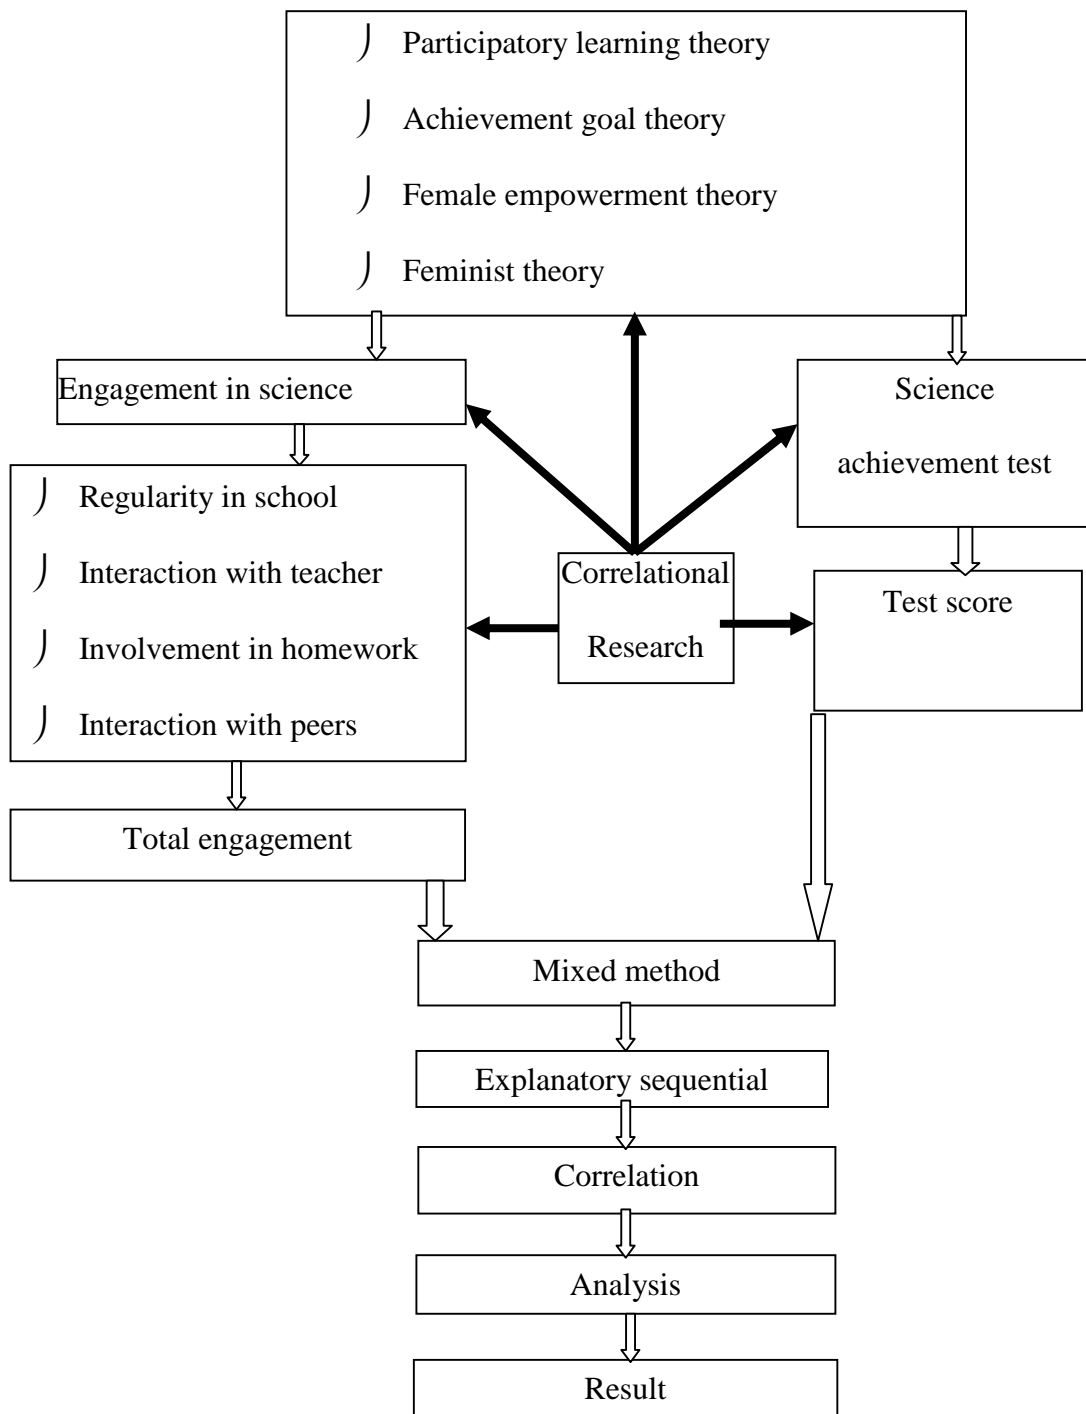 Participatory learning theory
Achievement goal theory
Female empowerment theory
Feminist theory
Engagement in science
Science
achievement test
Regularity in school
Interaction with teacher
Involvement in homework
Interaction with peers
Correlational
Research
Test score
Total engagement
Mixed method
Explanatory sequential
Correlation
Analysis
Result